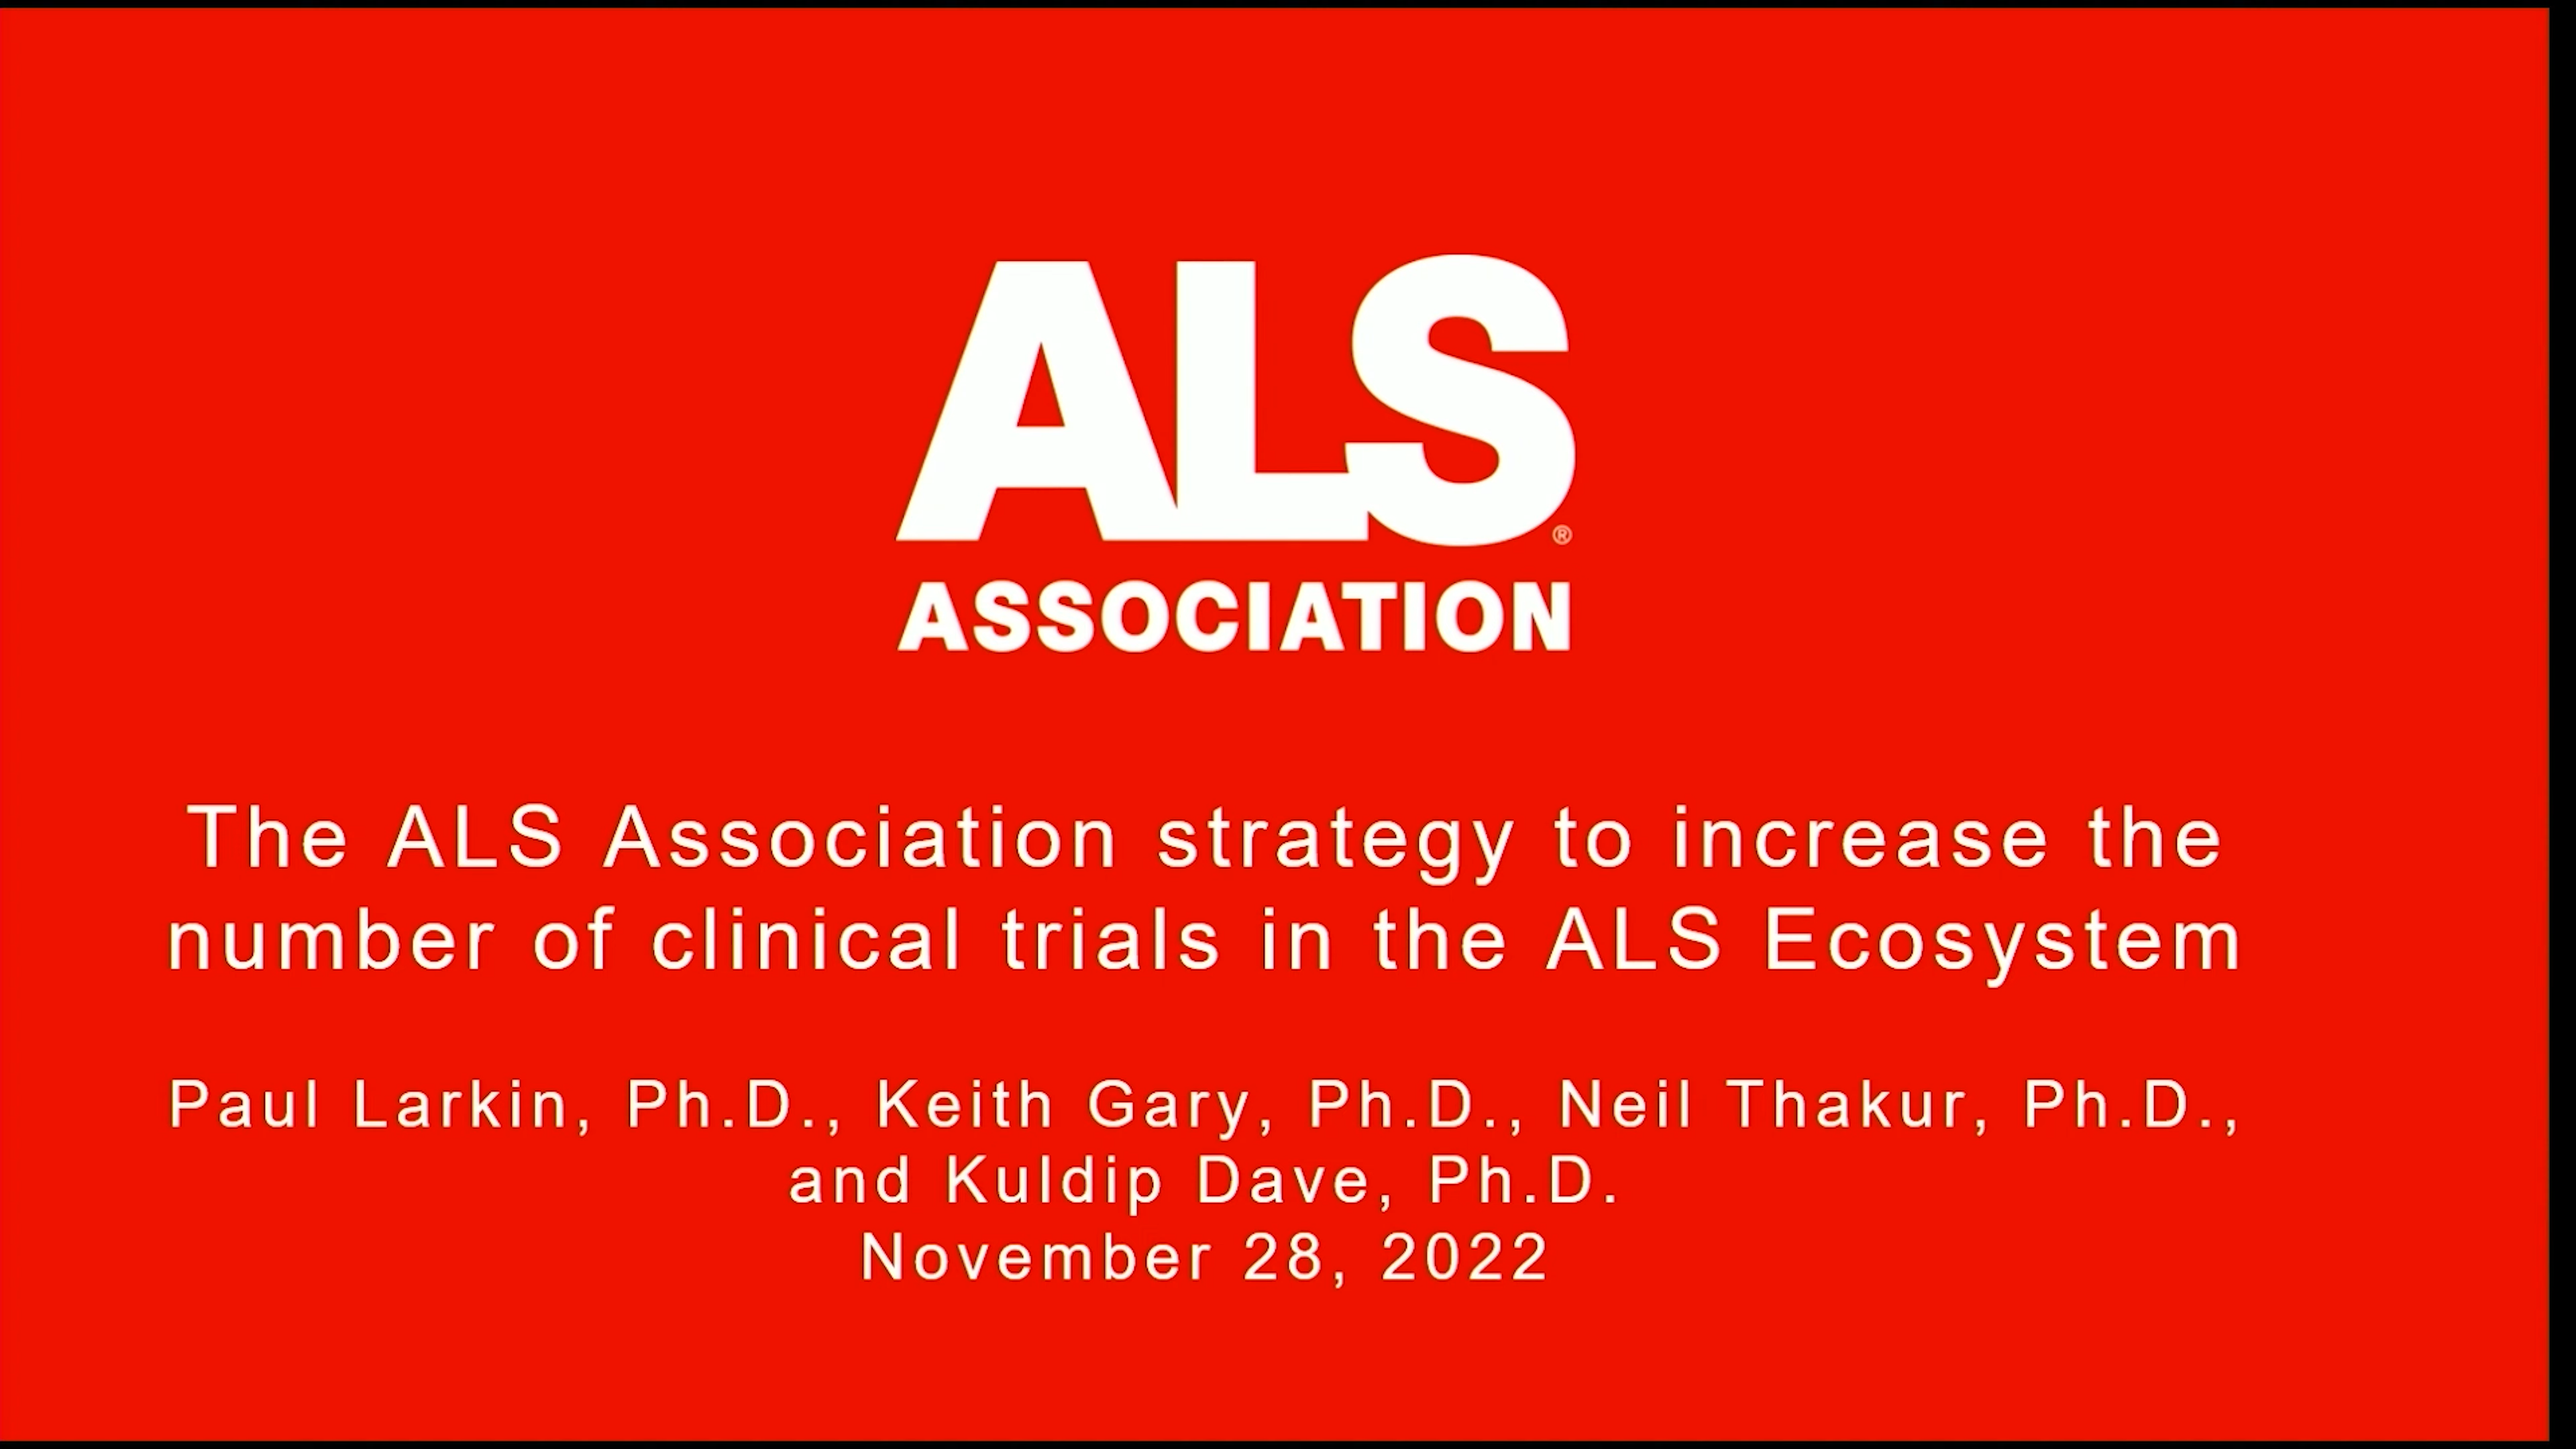 ALS
®
ASSOCIATION
The ALS Association strategy to increase the
number of clinical trials in the ALS Ecosystem
Paul Larkin, Ph.D., Keith Gary, Ph.D., Neil Thakur, Ph.D.,
and Kuldip Dave, Ph.D.
November 28, 2022